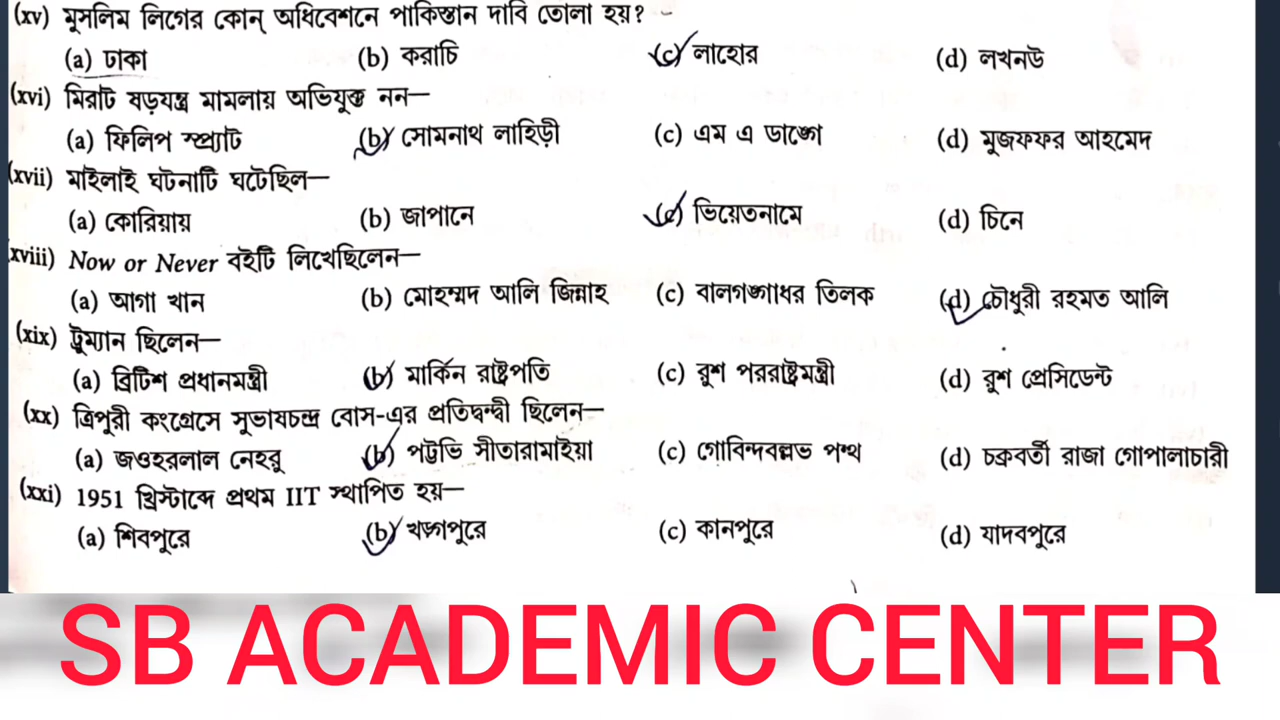 (xv) মুসলিম লিগের কোন্ অধিবেশনে পাকিস্তান দাবি তোলা হয়?
(a) ঢাকা (b) করাচি (c) লাহোর (d) লখনউ
(xvi) মিরাট ষড়যন্ত্র মামলায় অভিযুক্ত নন—
(a) ফিলিপ স্প্র্যাট (b) সোমনাথ লাহিড়ী (c) এম এ ডাঙ্গে (d) মুজফফর আহমেদ
(xvii) মাইলাই ঘটনাটি ঘটেছিল—
(a) কোরিয়ায় (b) জাপানে (c) ভিয়েতনামে (d) চিনে
(xviii) Now or Never বইটি লিখেছিলেন—
(a) আগা খান (b) মোহম্মদ আলি জিন্নাহ (c) বালগঙ্গাধর তিলক (d) চৌধুরী রহমত আলি
(xix) ট্রুম্যান ছিলেন—
(a) ব্রিটিশ প্রধানমন্ত্রী (b) মার্কিন রাষ্ট্রপতি (c) রুশ পররাষ্ট্রমন্ত্রী (d) রুশ প্রেসিডেন্ট
(xx) ত্রিপুরী কংগ্রেসে সুভাষচন্দ্র বোস-এর প্রতিদ্বন্দ্বী ছিলেন—
(a) জওহরলাল নেহরু (b) পট্টভি সীতারামাইয়া (c) গোবিন্দবল্লভ পন্থ (d) চক্রবর্তী রাজা গোপালাচারী
(xxi) 1951 খ্রিস্টাব্দে প্রথম IIT স্থাপিত হয়—
(a) শিবপুরে (b) খড়্গপুরে (c) কানপুরে (d) যাদবপুরে
SB ACADEMIC CENTER